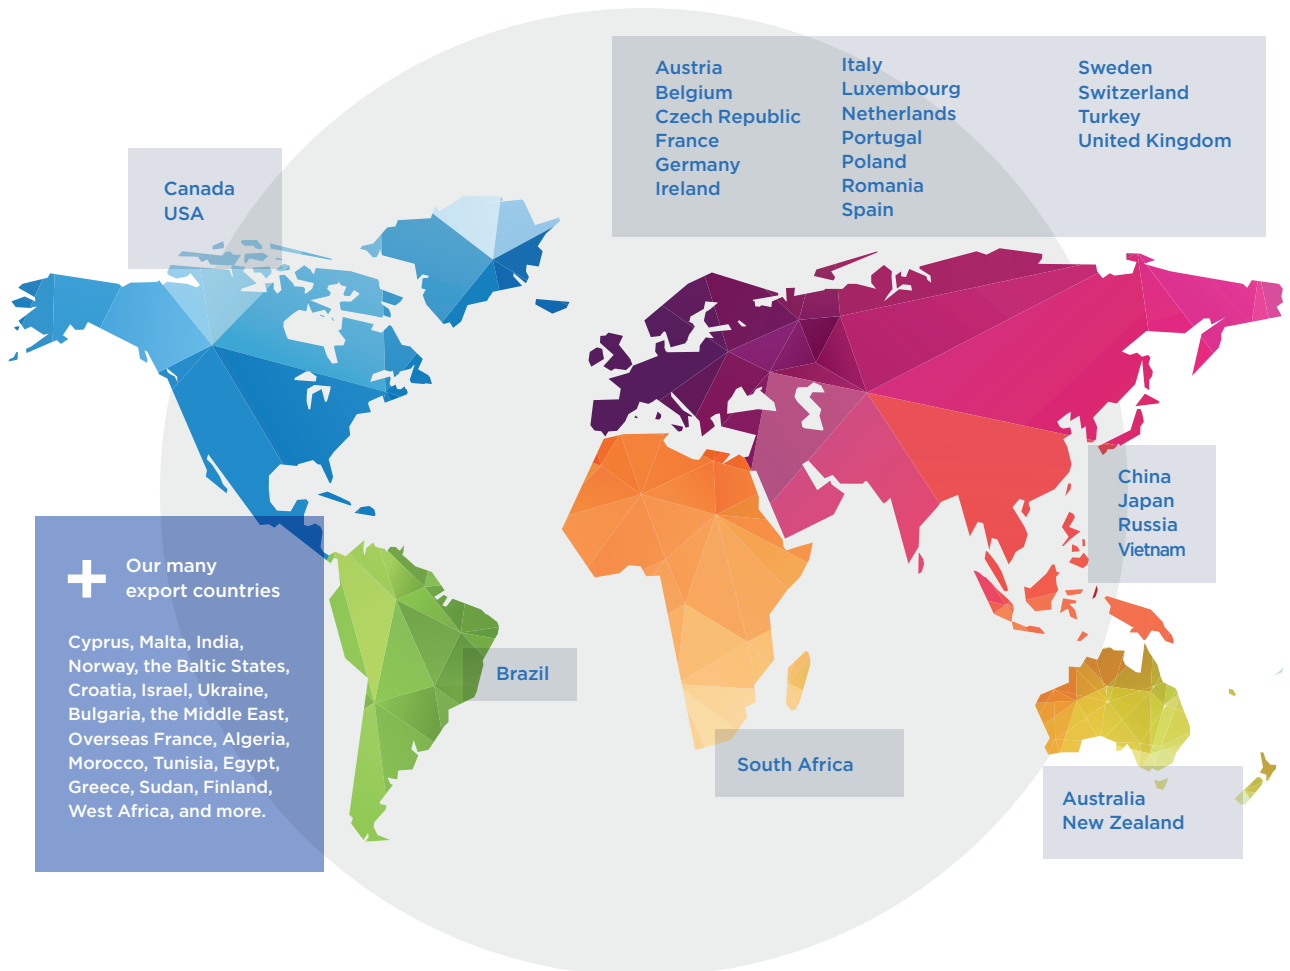 Austria
Belgium
Czech Republic
France
Germany
Ireland
Italy
Luxembourg
Netherlands
Portugal
Poland
Romania
Spain
Sweden
Switzerland
Turkey
United Kingdom
Canada
USA
China
Japan
Russia
Vietnam
+ Our many
export countries
Cyprus, Malta, India,
Norway, the Baltic States,
Croatia, Israel, Ukraine,
Bulgaria, the Middle East,
Overseas France, Algeria,
Morocco, Tunisia, Egypt,
Greece, Sudan, Finland,
West Africa, and more.
Brazil
South Africa
Australia
New Zealand